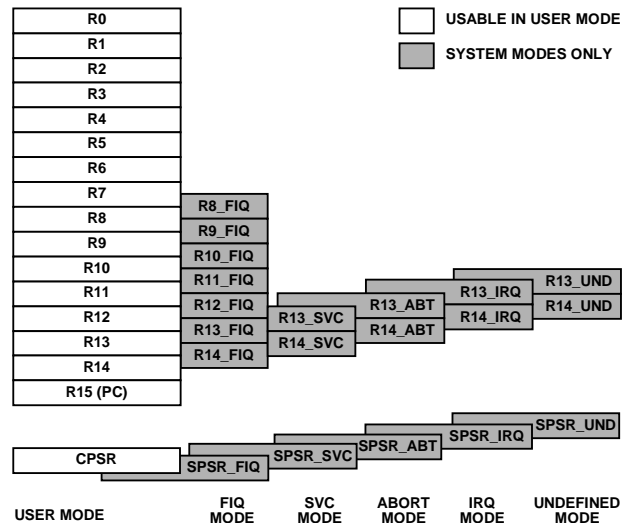 R0
R1
R2
R3
R4
R5
R6
R7
R8
R9
R10
R11
R12
R13
R14
R15 (PC)
CPSR
USABLE IN USER MODE
SYSTEM MODES ONLY
R8_FIQ
R9_FIQ
R10_FIQ
R11_FIQ
R12_FIQ
R13_FIQ
R14_FIQ
R13_SVC
R14_SVC
R13_ABT
R14_ABT
R13_IRQ
R14_IRQ
R13_UND
R14_UND
SPSR_FIQ
SPSR_SVC
SPSR_ABT
SPSR_IRQ
SPSR_UND
USER MODE
FIQ
MODE
SVC
MODE
ABORT
MODE
IRQ
MODE
UNDEFINED
MODE